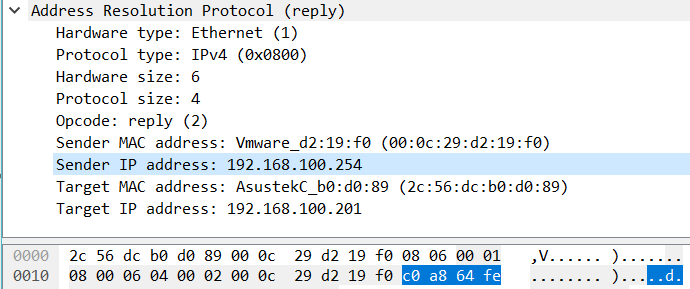 Address Resolution Protocol (reply)
Hardware type: Ethernet (1)
Protocol type: IPv4 (0x0800)
Hardware size: 6
Protocol size: 4
Opcode: reply (2)
Sender MAC address: Vmware_d2:19:f0 (00:0c:29:d2:19:f0)
Sender IP address: 192.168.100.254
Target MAC address: AsustekC_b0:d0:89 (2c:56:dc:b0:d0:89)
Target IP address: 192.168.100.201
0000 2c 56 dc b0 d0 89 00 0c 29 d2 19 f0 08 06 00 01 ,V...... ).......
0010 08 00 06 04 00 02 00 0c 29 d2 19 f0 c0 a8 64 fe ........ ).....d.